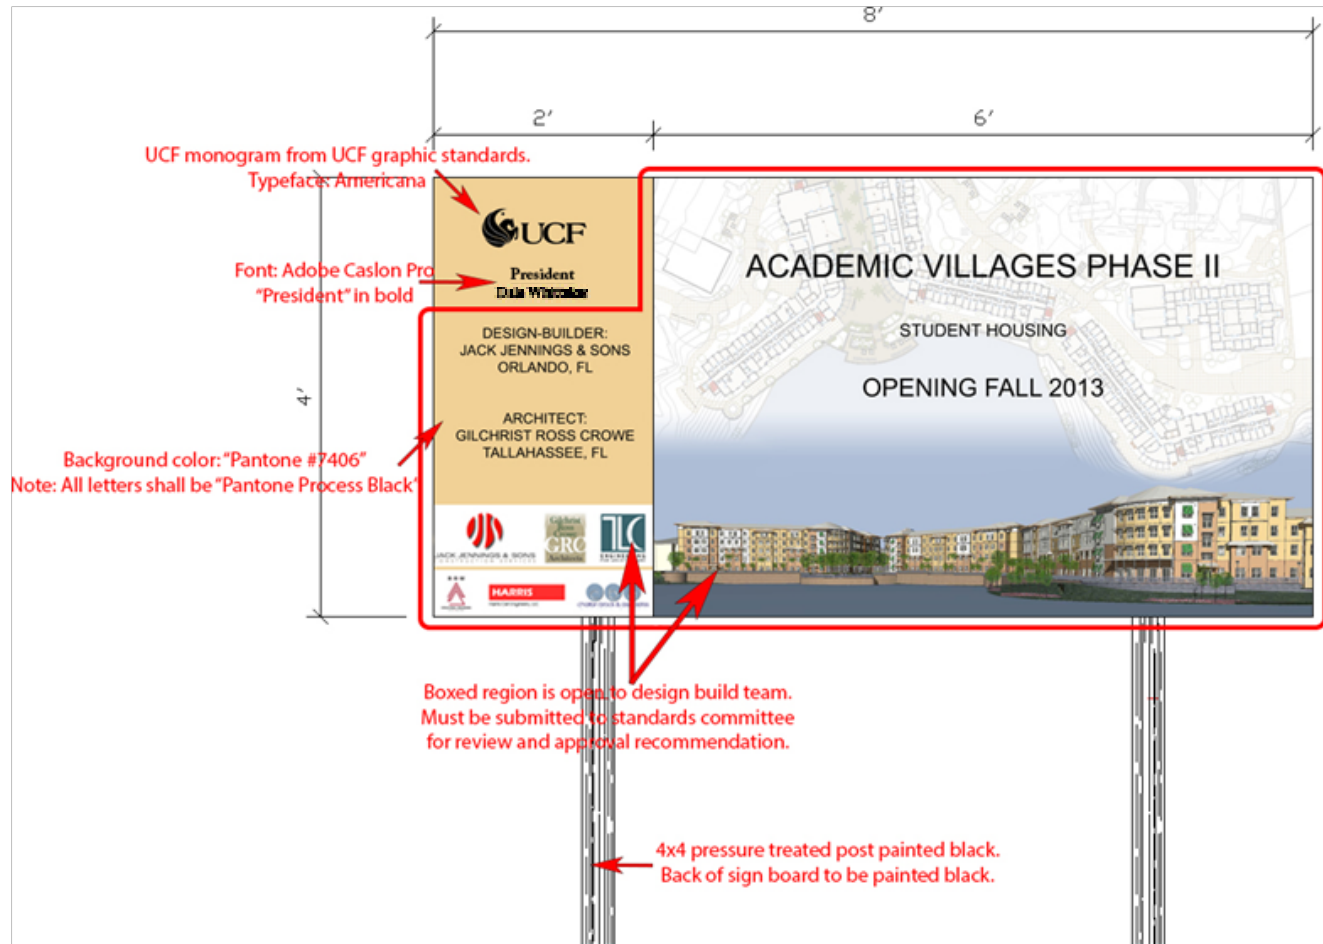 8'
2'
6'
UCF monogram from UCF graphic standards.
Typeface: Americana
UCF
Font: Adobe Caslon Pro
"President" in bold
President
ACADEMIC VILLAGES PHASE II
STUDENT HOUSING
OPENING FALL 2013
DESIGN-BUILDER:
JACK JENNINGS & SONS
ORLANDO, FL
4'
ARCHITECT:
GILCHRIST ROSS CROWE
TALLAHASSEE, FL
Background color: "Pantone #7406"
Note: All letters shall be "Pantone Process Black"
JACK JENNINGS & SONS
Gilchrist
Ross
Crowe
GRC
TLC
HARRIS
Boxed region is open to design build team.
Must be submitted to standards committee
for review and approval recommendation.
4x4 pressure treated post painted black.
Back of sign board to be painted black.